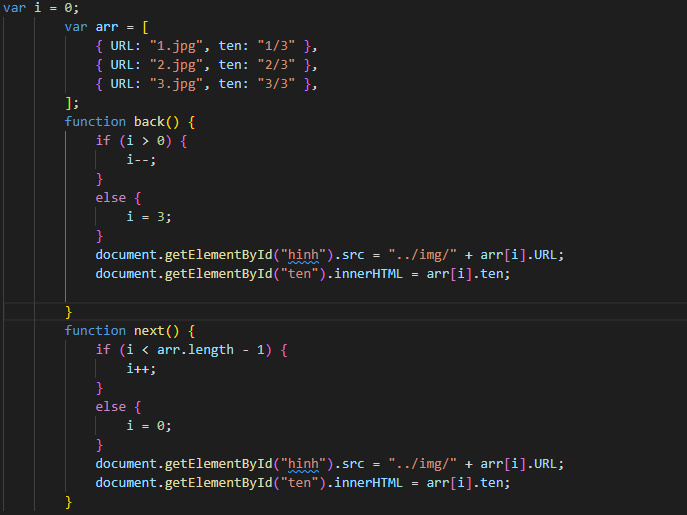 var i = 0;
var arr = [
{ URL: "1.jpg", ten: "1/3" },
{ URL: "2.jpg", ten: "2/3" },
{ URL: "3.jpg", ten: "3/3" },
];
function back() {
if (i > 0) {
i--;
}
else {
i = 3;
}
document.getElementById("hinh").src = "../img/" + arr[i].URL;
document.getElementById("ten").innerHTML = arr[i].ten;
}
function next() {
if (i < arr.length - 1) {
i++;
}
else {
i = 0;
}
document.getElementById("hinh").src = "../img/" + arr[i].URL;
document.getElementById("ten").innerHTML = arr[i].ten;
}